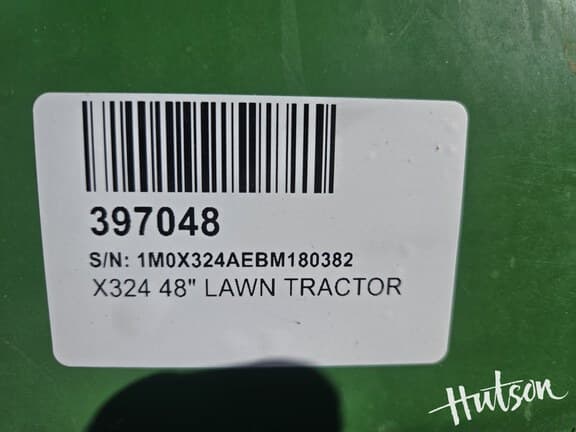 397048
S/N: 1M0X324AEBM180382
X324 48" LAWN TRACTOR
Hutson